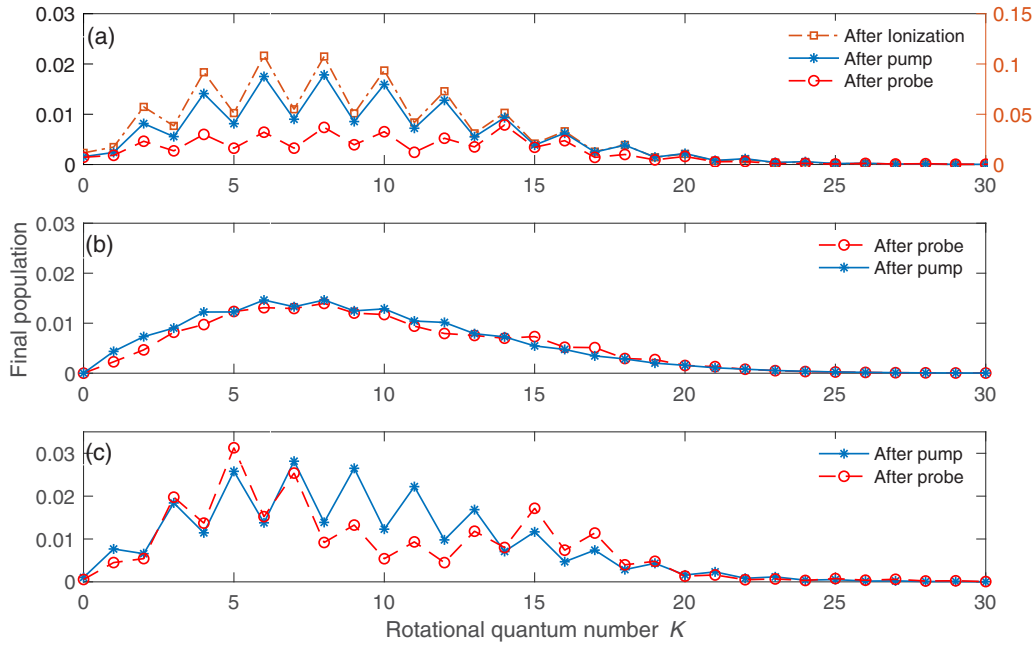 0.03 0.15
(a) After Ionization
0.02 After pump 0.1
After probe
0.01 0.05
0 0
0 5 10 15 20 25 30
0.03
(b) After probe
0.02 After pump
0.01
0
0 5 10 15 20 25 30
Final population
(c) After pump
0.03 After probe
0.02
0.01
0
0 5 10 15 20 25 30
Rotational quantum number K